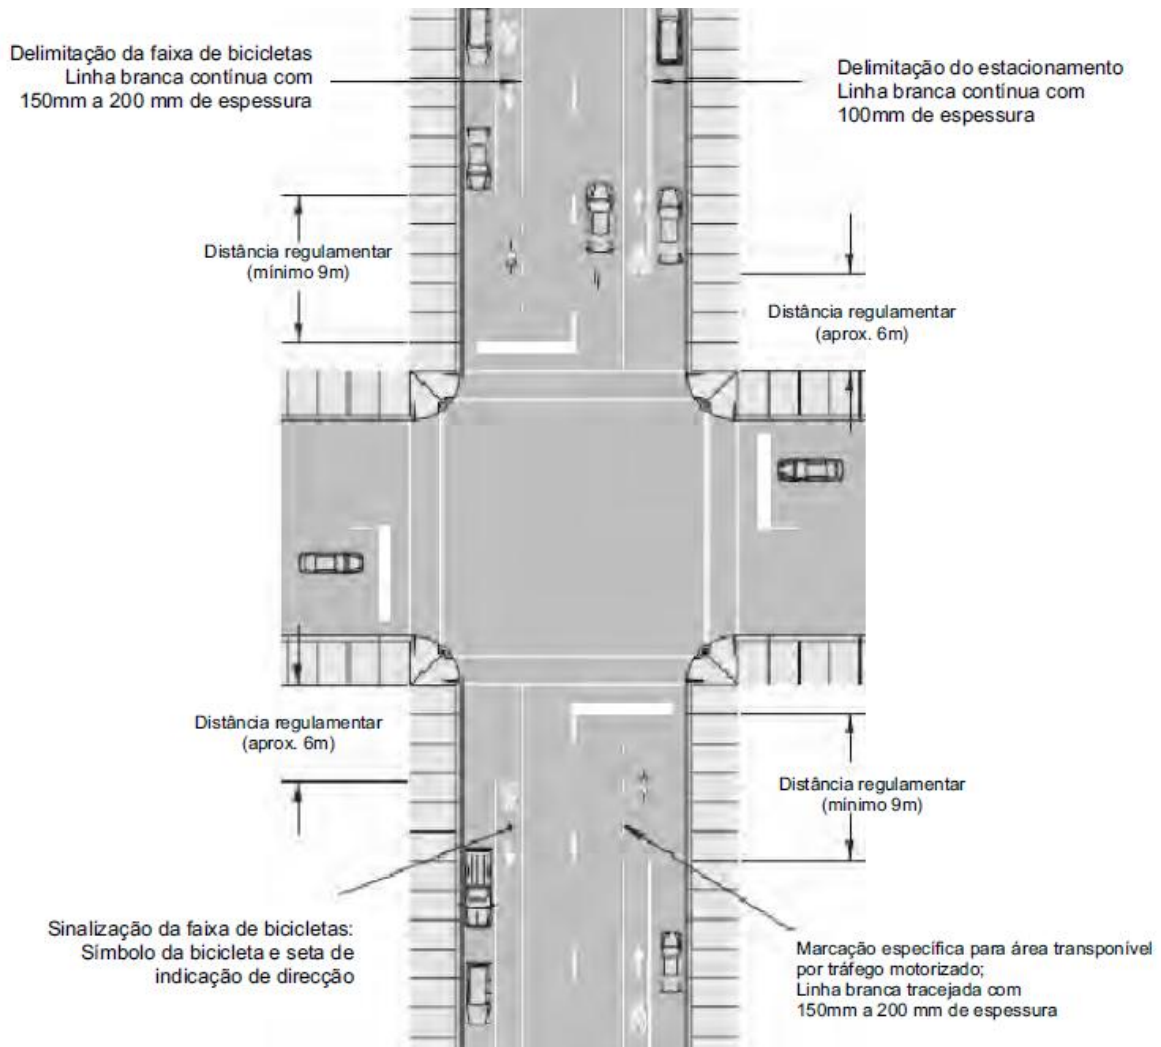 Delimitação da faixa de bicicletas
Linha branca contínua com
150mm a 200 mm de espessura
Delimitação do estacionamento
Linha branca contínua com
100mm de espessura
Distância regulamentar
(mínimo 9m)
Distância regulamentar
(aprox. 6m)
Distância regulamentar
(aprox. 6m)
Distância regulamentar
(mínimo 9m)
Sinalização da faixa de bicicletas:
Símbolo da bicicleta e seta de
indicação de direcção
Marcação específica para área transponível
por tráfego motorizado;
Linha branca tracejada com
150mm a 200 mm de espessura